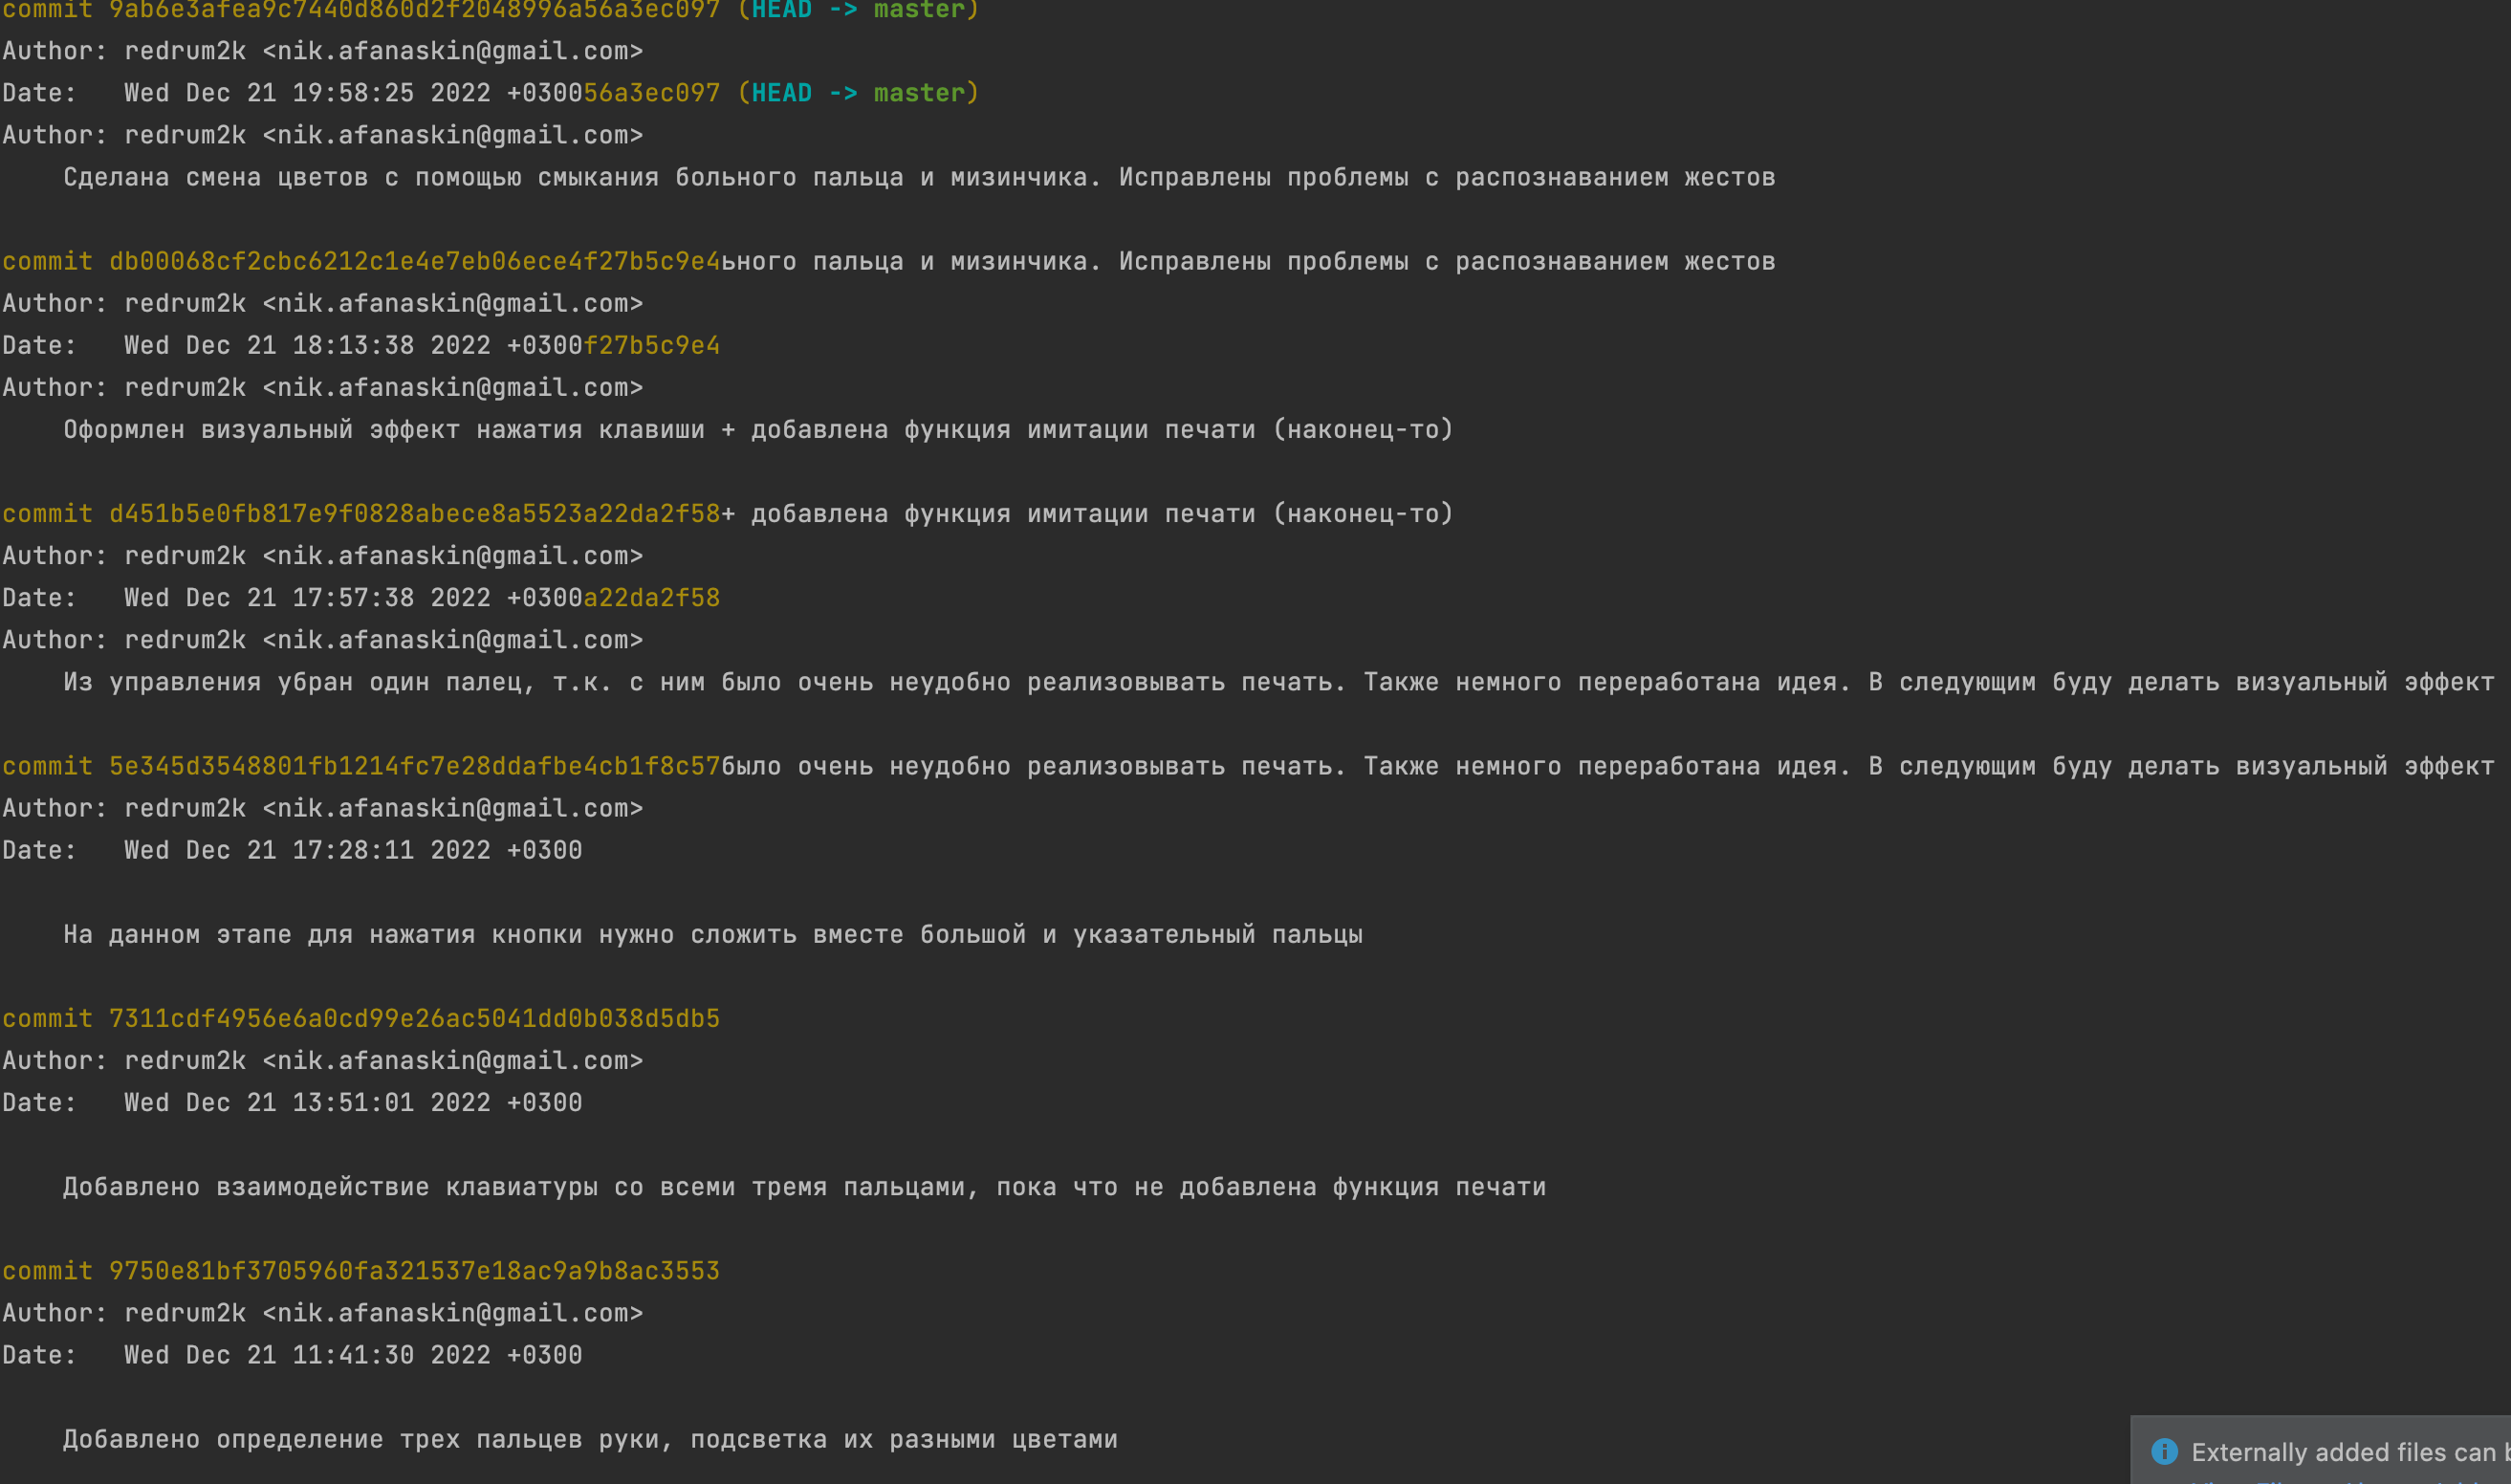 commit 9ab6e3afea9c7440d860d2f2048996a56a3ec097 (HEAD -> master)
Author: redrum2k <nik.afanaskin@gmail.com>
Date:   Wed Dec 21 19:58:25 2022 +030056a3ec097 (HEAD -> master)
Author: redrum2k <nik.afanaskin@gmail.com>
    Сделана смена цветов с помощью смыкания больного пальца и мизинчика. Исправлены проблемы с распознаванием жестов
commit db00068cf2cbc6212c1e4e7eb06ece4f27b5c9e4ьного пальца и мизинчика. Исправлены проблемы с распознаванием жестов
Author: redrum2k <nik.afanaskin@gmail.com>
Date:   Wed Dec 21 18:13:38 2022 +0300f27b5c9e4
Author: redrum2k <nik.afanaskin@gmail.com>
    Оформлен визуальный эффект нажатия клавиши + добавлена функция имитации печати (наконец-то)
commit d451b5e0fb817e9f0828abece8a5523a22da2f58+ добавлена функция имитации печати (наконец-то)
Author: redrum2k <nik.afanaskin@gmail.com>
Date:   Wed Dec 21 17:57:38 2022 +0300a22da2f58
Author: redrum2k <nik.afanaskin@gmail.com>
    Из управления убран один палец, т.к. с ним было очень неудобно реализовывать печать. Также немного переработана идея. В следующим буду делать визуальный эффект
commit 5e345d3548801fb1214fc7e28ddafbe4cb1f8c57было очень неудобно реализовывать печать. Также немного переработана идея. В следующим буду делать визуальный эффект
Author: redrum2k <nik.afanaskin@gmail.com>
Date:   Wed Dec 21 17:28:11 2022 +0300
    На данном этапе для нажатия кнопки нужно сложить вместе большой и указательный пальцы
commit 7311cdf4956e6a0cd99e26ac5041dd0b038d5db5
Author: redrum2k <nik.afanaskin@gmail.com>
Date:   Wed Dec 21 13:51:01 2022 +0300
    Добавлено взаимодействие клавиатуры со всеми тремя пальцами, пока что не добавлена функция печати
commit 9750e81bf3705960fa321537e18ac9a9b8ac3553
Author: redrum2k <nik.afanaskin@gmail.com>
Date:   Wed Dec 21 11:41:30 2022 +0300
    Добавлено определение трех пальцев руки, подсветка их разными цветами
Externally added files can